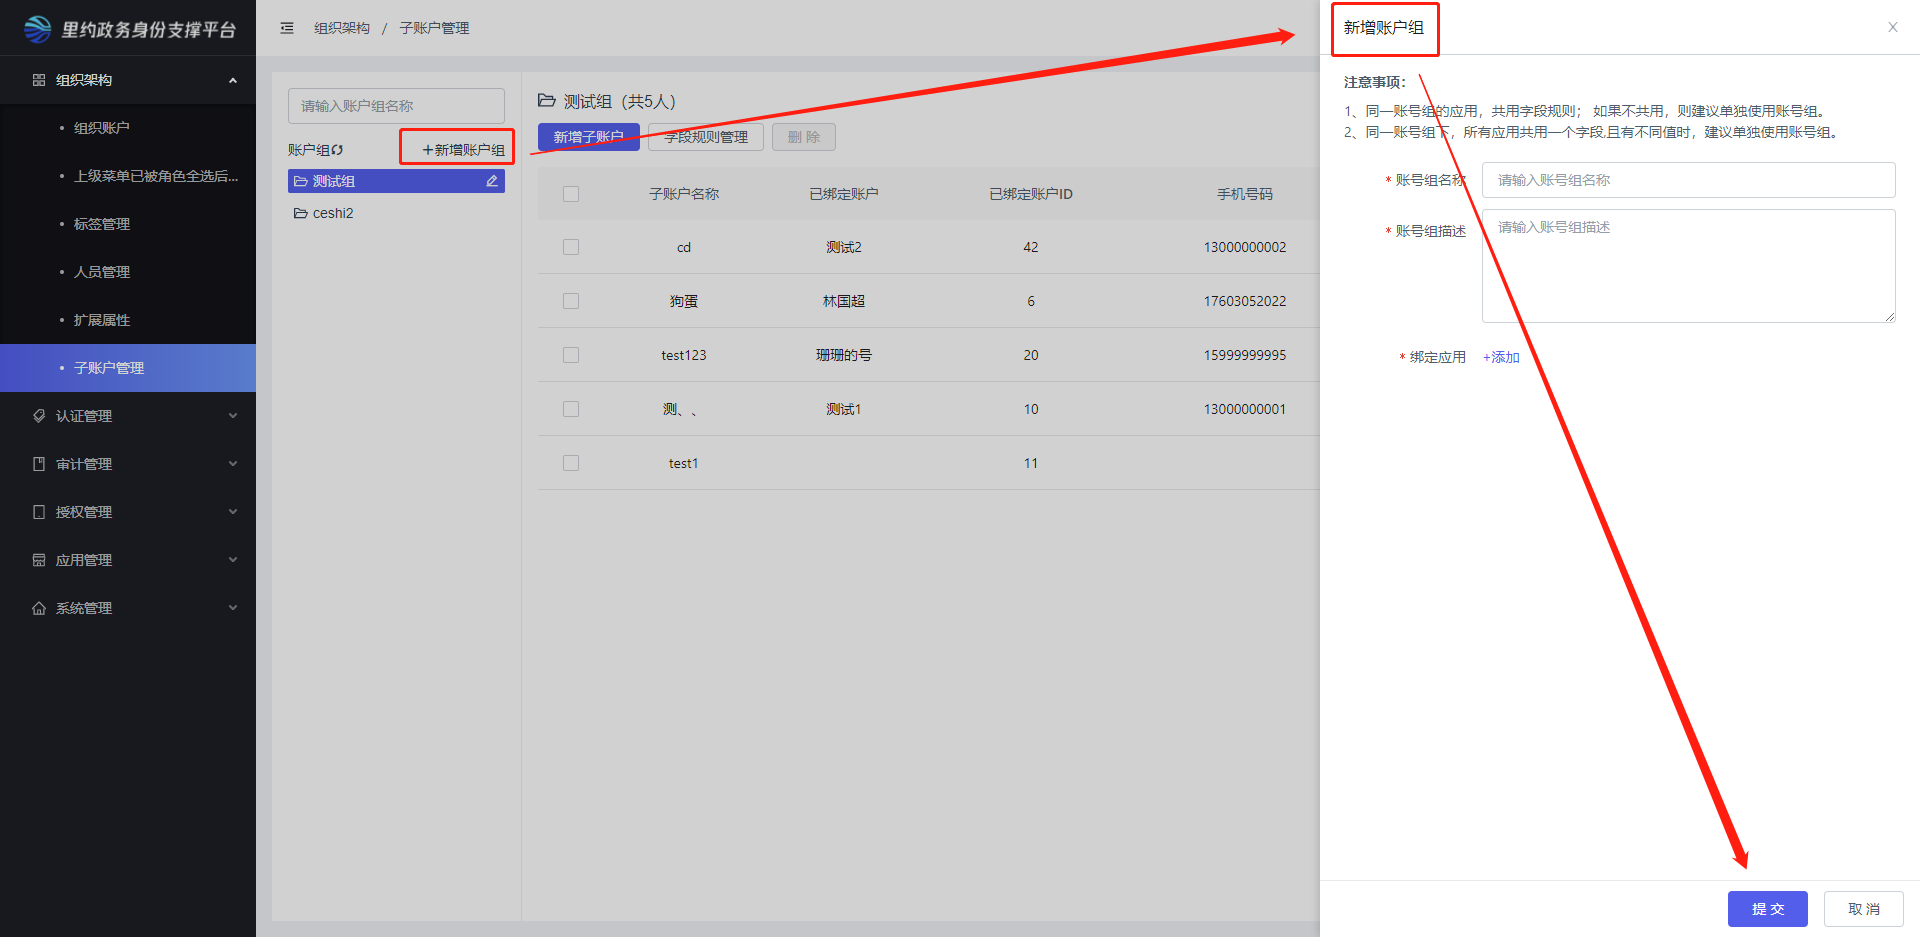 里约政务身份支撑平台
组织架构
组织账户
上级菜单已被角色全选后...
标签管理
人员管理
扩展属性
子账户管理
认证管理
审计管理
授权管理
应用管理
系统管理
组织架构 / 子账户管理
请输入账户组名称
账户组 +新增账户组
测试组
ceshi2
测试组（共5人）
新增子账户 字段规则管理 删 除
子账户名称 已绑定账户 已绑定账户ID 手机号码
cd 测试2 42 13000000002
狗蛋 林国超 6 17603052022
test123 珊珊的号 20 15999999995
测、、 测试1 10 13000000001
test1 11
新增账户组
注意事项：
1、同一账号组的应用，共用字段规则； 如果不共用，则建议单独使用账号组。
2、同一账号组下，所有应用共用一个字段,且有不同值时，建议单独使用账号组。
* 账号组名称 请输入账号组名称
* 账号组描述 请输入账号组描述
* 绑定应用 +添加
提 交 取 消